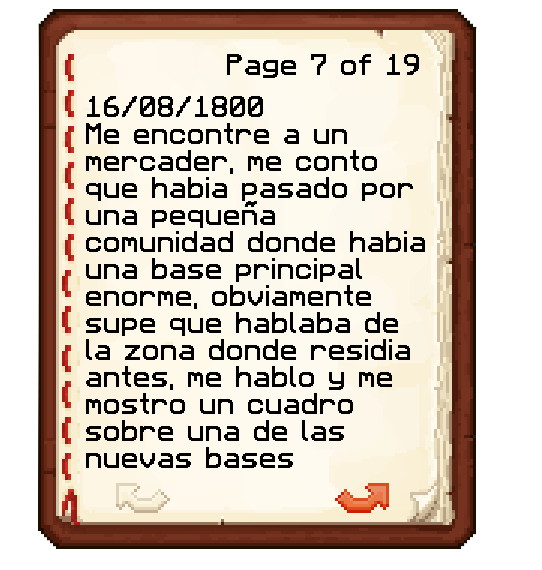 Page 7 of 19
16/08/1800
Me encontre a un
mercader, me conto
que habia pasado por
una pequeña
comunidad donde habia
una base principal
enorme, obviamente
supe que hablaba de
la zona donde residia
antes, me hablo y me
mostro un cuadro
sobre una de las
nuevas bases